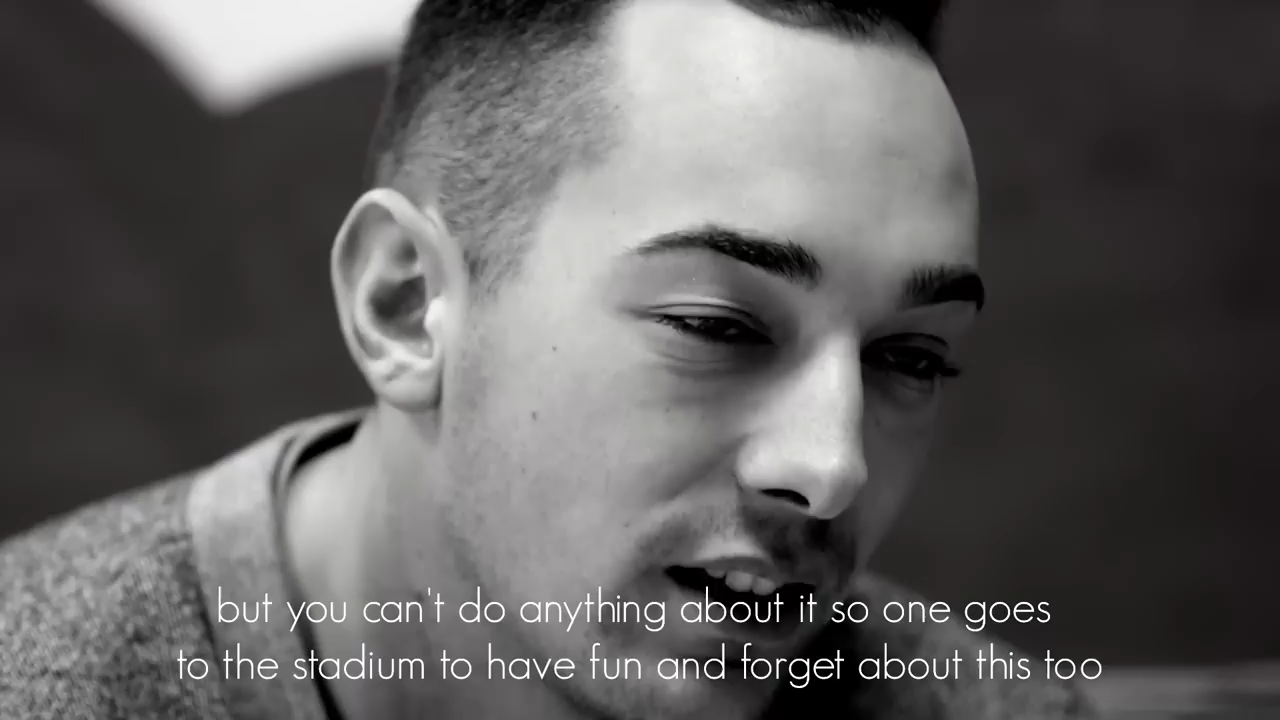 but you can't do anything about it so one goes
to the stadium to have fun and forget about this too